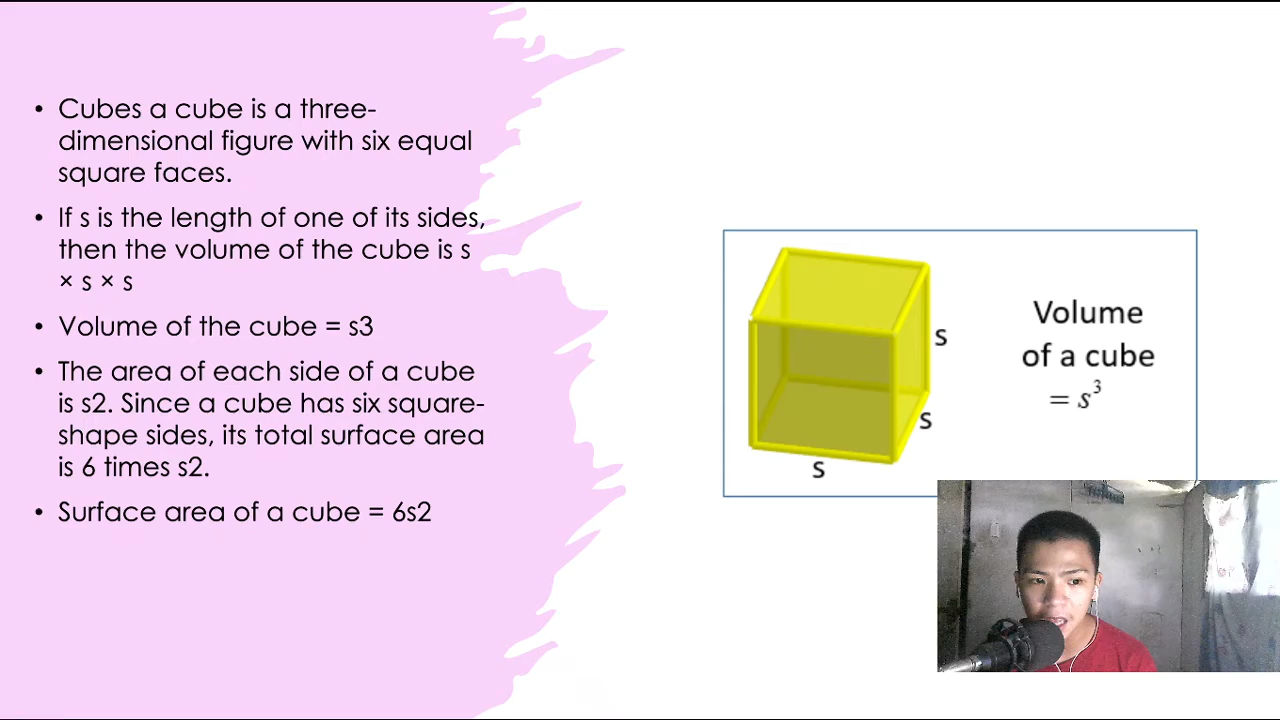 • Cubes a cube is a three-
dimensional figure with six equal
square faces.
• If s is the length of one of its sides,
then the volume of the cube is s
× s × s
• Volume of the cube = s3
• The area of each side of a cube
is s2. Since a cube has six square-
shape sides, its total surface area
is 6 times s2.
• Surface area of a cube = 6s2
s
s
s
Volume
of a cube
= s³